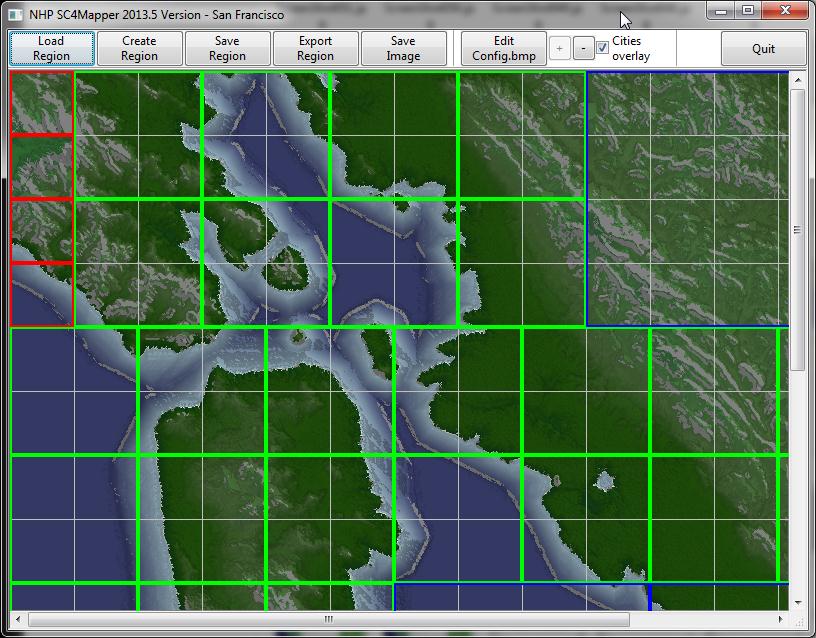 NHP SC4Mapper 2013.5 Version - San Francisco
Load Region
Create Region
Save Region
Export Region
Save Image
Edit Config.bmp
+
-
Cities overlay
Quit